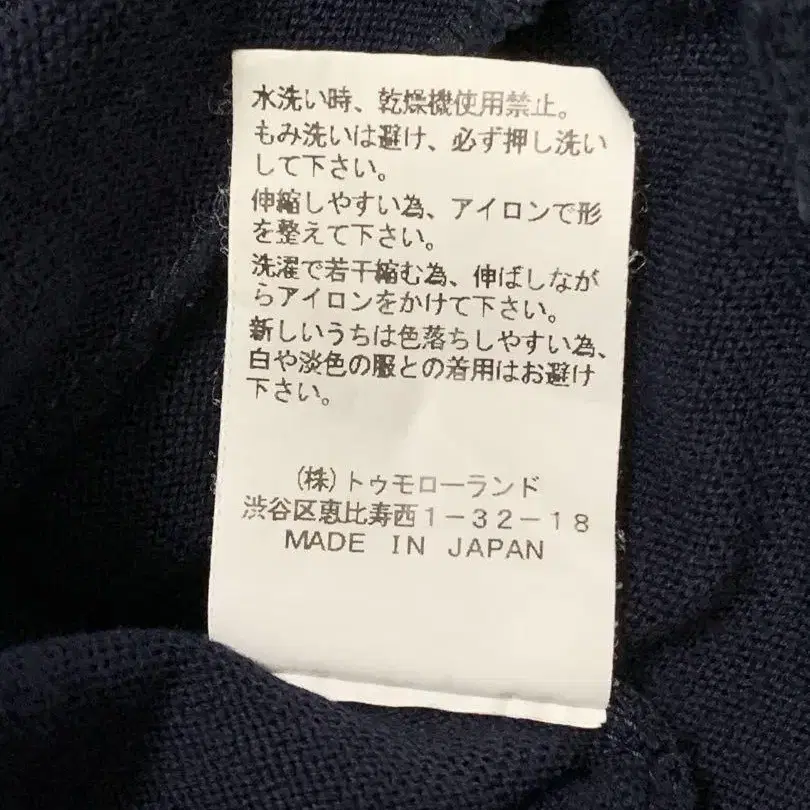 水洗い時、乾燥機使用禁止。
もみ洗いは避け、必ず押し洗い
して下さい。
伸縮しやすい為、アイロンで形
を整えて下さい。
洗濯で若干縮む為、伸ばしなが
らアイロンをかけて下さい。
新しいうちは色落ちしやすい為、
白や淡色の服との着用はお避け
下さい。
(株)トゥモローランド
渋谷区恵比寿西1-32-18
MADE IN JAPAN